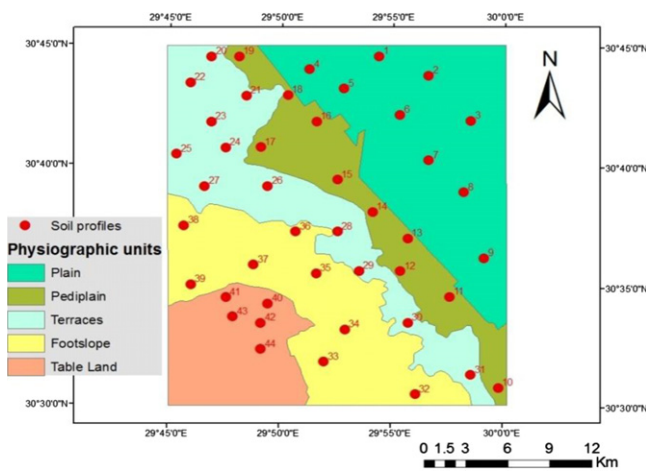 29°45'0"E 29°50'0"E 29°55'0"E 30°0'0"E
30°45'0"N 30°45'0"N
30°40'0"N 30°40'0"N
30°35'0"N 30°35'0"N
30°30'0"N 30°30'0"N
N
20 19 4 1
22 21 5 2
18
23 16 6 3
24 17 7
25
27 26 15 8
14
38 36 28 13
37 35 29 12 9
39 41 40 11
43 42 34 30
44 33 31
32 10
Soil profiles
Physiographic units
Plain
Pediplain
Terraces
Footslope
Table Land
29°45'0"E 29°50'0"E 29°55'0"E 30°0'0"E
0 1.5 3 6 9 12
Km